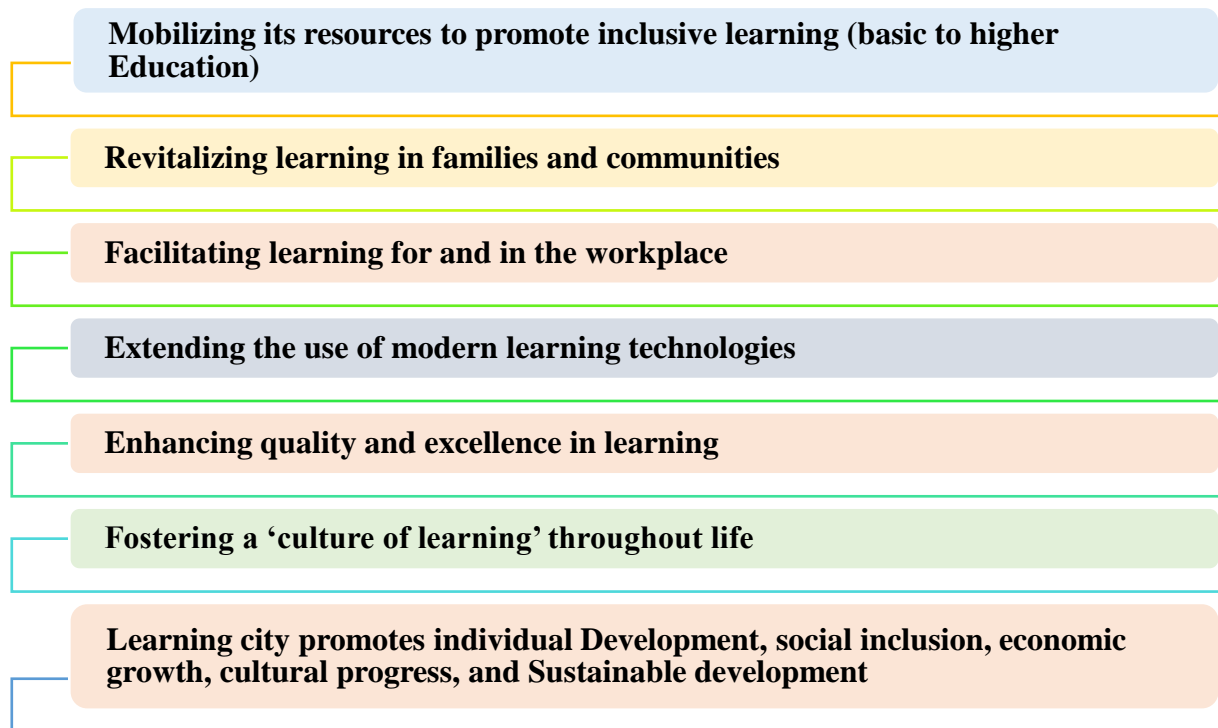 Mobilizing its resources to promote inclusive learning (basic to higher
Education)
Revitalizing learning in families and communities
Facilitating learning for and in the workplace
Extending the use of modern learning technologies
Enhancing quality and excellence in learning
Fostering a ‘culture of learning’ throughout life
Learning city promotes individual Development, social inclusion, economic
growth, cultural progress, and Sustainable development